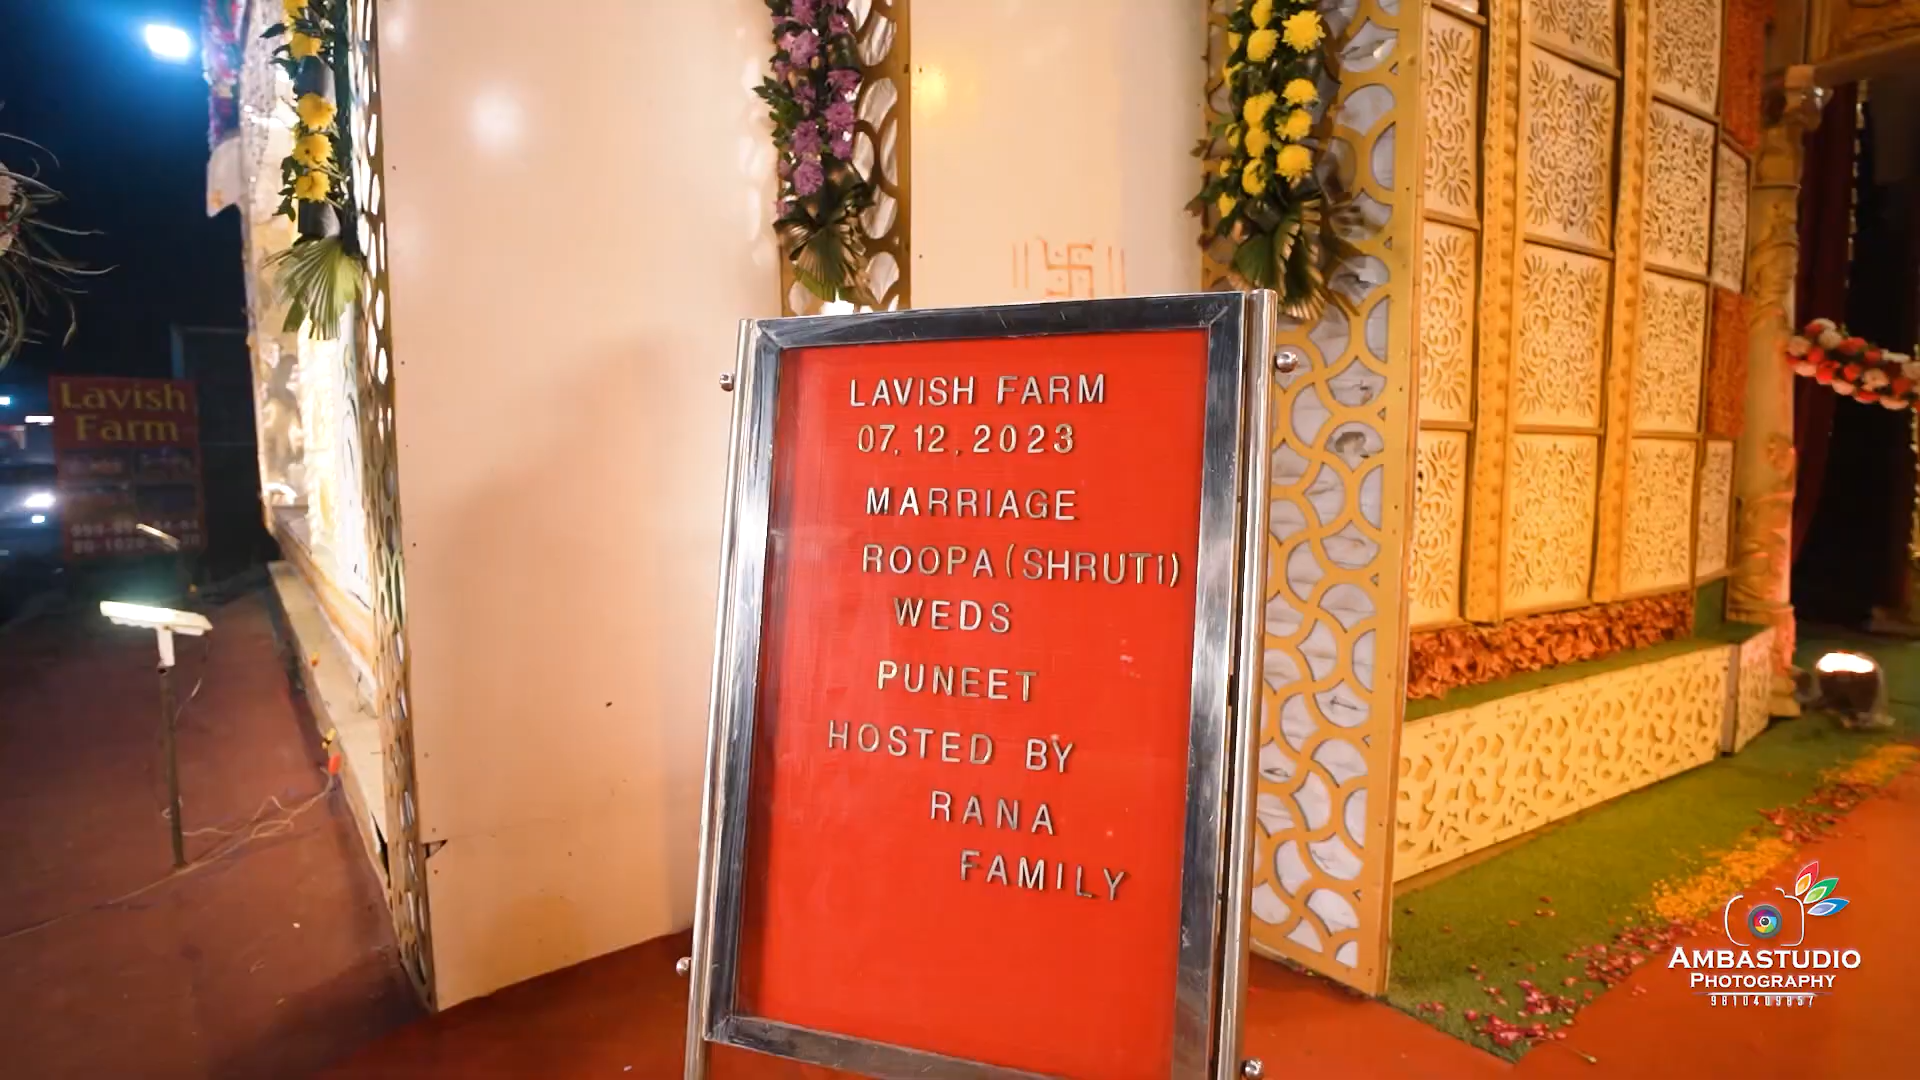 Lavish
Farm
LAVISH FARM
07.12.2023
MARRIAGE
ROOPA (SHRUTI)
WEDS
PUNEET
HOSTED BY
RANA
FAMILY
AMBASTUDIO
PHOTOGRAPHY
9810409857